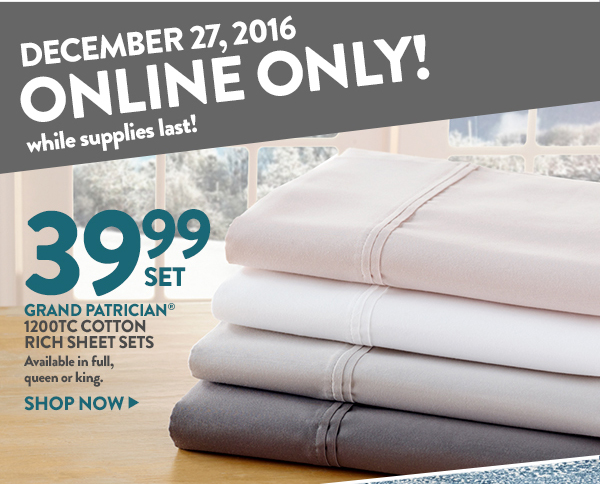 DECEMBER 27, 2016
ONLINE ONLY!
while supplies last!
39⁹⁹
SET
GRAND PATRICIAN®
1200TC COTTON
RICH SHEET SETS
Available in full,
queen or king.
SHOP NOW ▶